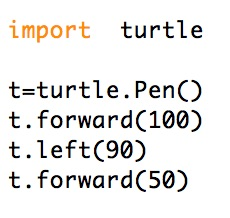 import  turtle

t=turtle.Pen()
t.forward(100)
t.left(90)
t.forward(50)